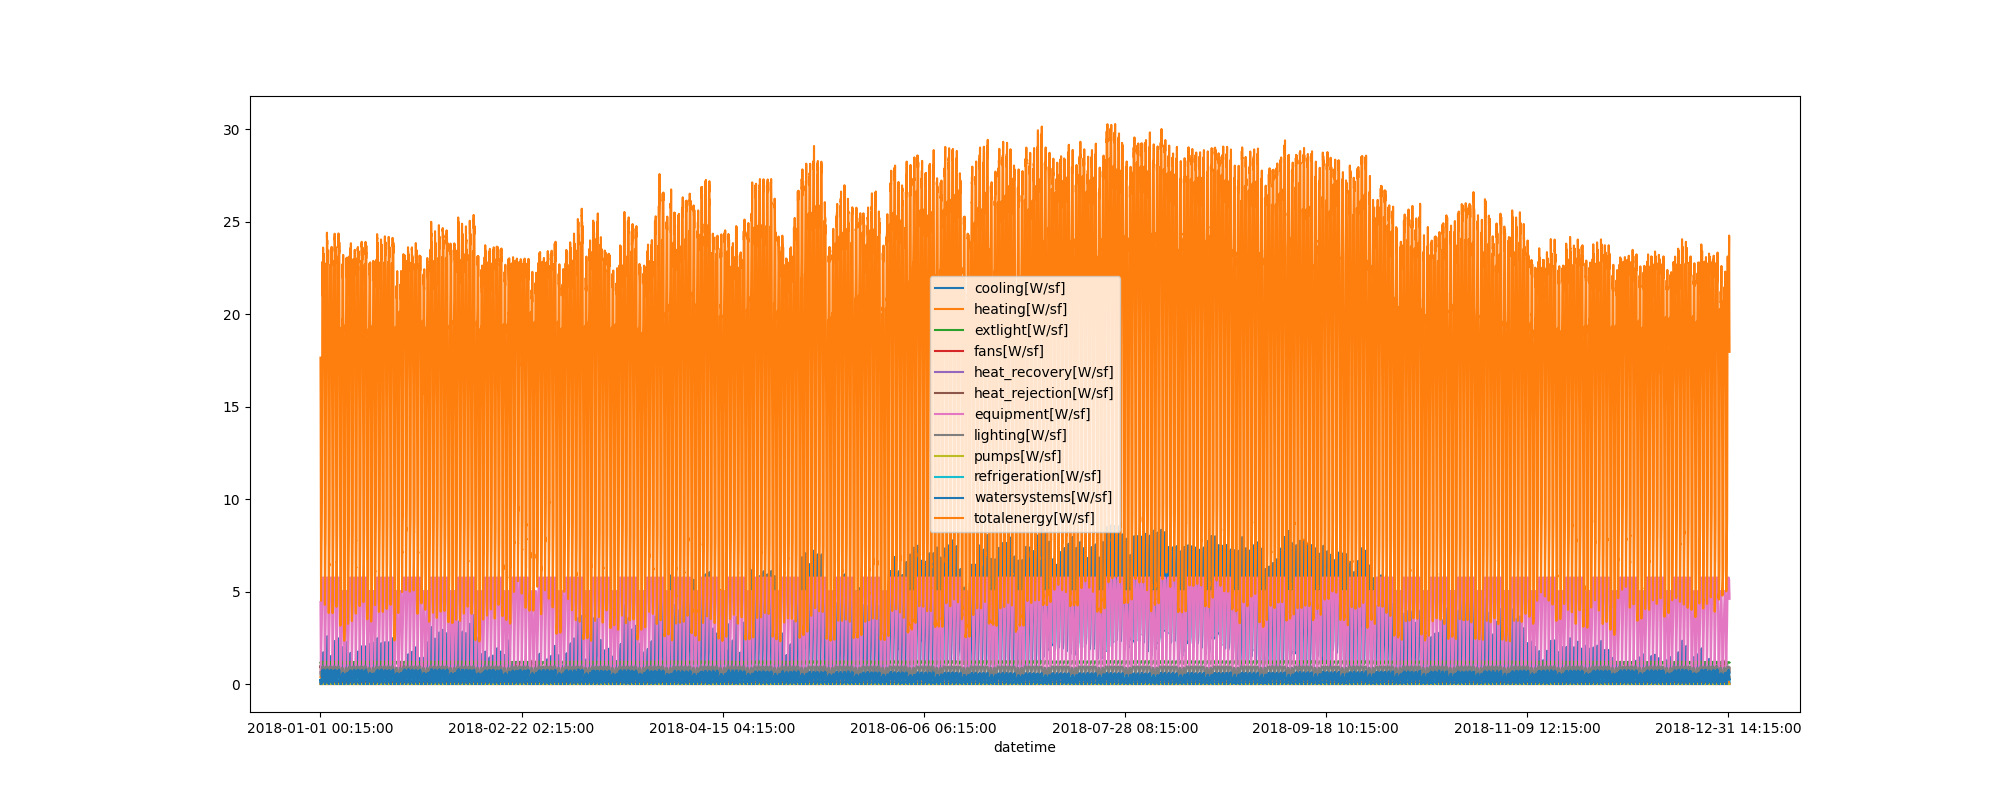 30
25
20
15
10
5
0
cooling[W/sf]
heating[W/sf]
extlight[W/sf]
fans[W/sf]
heat_recovery[W/sf]
heat_rejection[W/sf]
equipment[W/sf]
lighting[W/sf]
pumps[W/sf]
refrigeration[W/sf]
watersystems[W/sf]
totalenergy[W/sf]
2018-01-01 00:15:00 2018-02-22 02:15:00 2018-04-15 04:15:00 2018-06-06 06:15:00 2018-07-28 08:15:00 2018-09-18 10:15:00 2018-11-09 12:15:00 2018-12-31 14:15:00
datetime